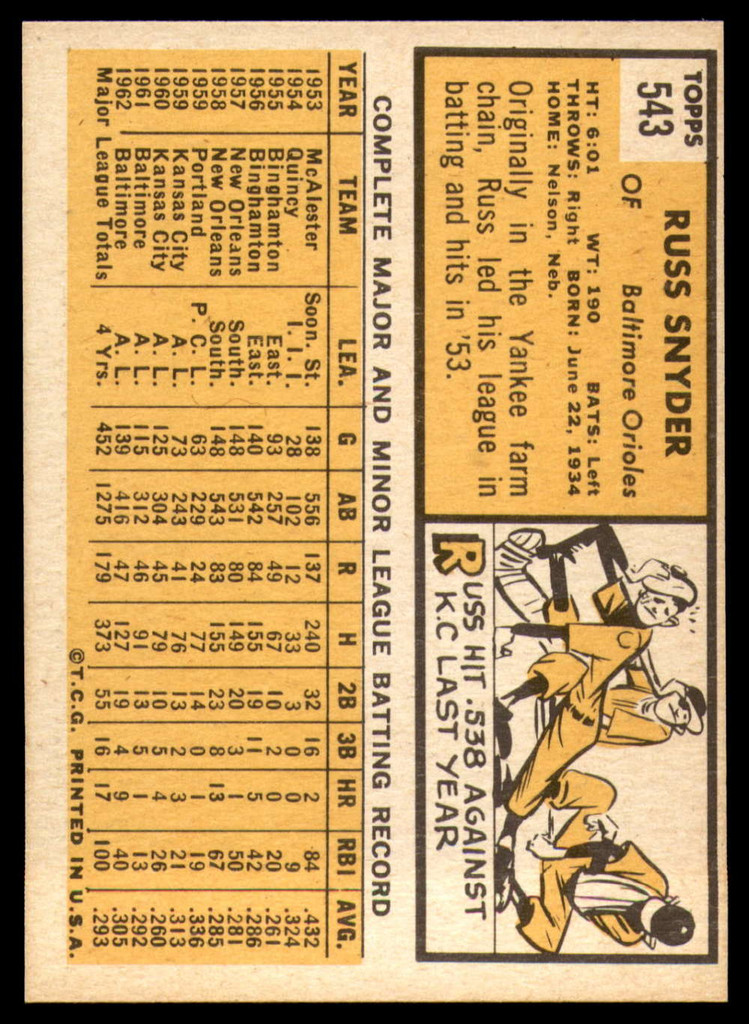 TOPPS
543
RUSS SNYDER
OF Baltimore Orioles
HT: 6:01 WT: 190 BATS: Left
THROWS: Right BORN: June 22, 1934
HOME: Nelson, Neb.
Originally in the Yankee farm
chain, Russ led his league in
batting and hits in '53.
RUSS HIT .538 AGAINST
K.C LAST YEAR
COMPLETE MAJOR AND MINOR LEAGUE BATTING RECORD
YEAR TEAM LEA. G AB R H 2B 3B HR RBI AVG.
1953 McAlester Soon. St. 138 556 137 240 32 16 2 84 .432
1954 Quincy I. I. I. 28 102 12 33 3 0 0 9 .324
1955 Binghamton East. 93 257 49 67 10 2 0 20 .261
1956 Binghamton East. 140 542 84 155 19 11 5 42 .286
1957 New Orleans South. 148 531 80 149 20 3 1 50 .281
1958 New Orleans South. 148 543 83 155 23 8 13 67 .285
1959 Portland P. C. L. 63 229 24 77 14 0 1 19 .336
1959 Kansas City A. L. 73 243 41 76 13 2 3 21 .313
1960 Kansas City A. L. 125 304 45 79 10 5 4 26 .260
1961 Baltimore A. L. 115 312 46 91 13 5 1 13 .292
1962 Baltimore A. L. 139 416 47 127 19 4 9 40 .305
Major League Totals 4 Yrs. 452 1275 179 373 55 16 17 100 .293
©T.C.G. PRINTED IN U.S.A.